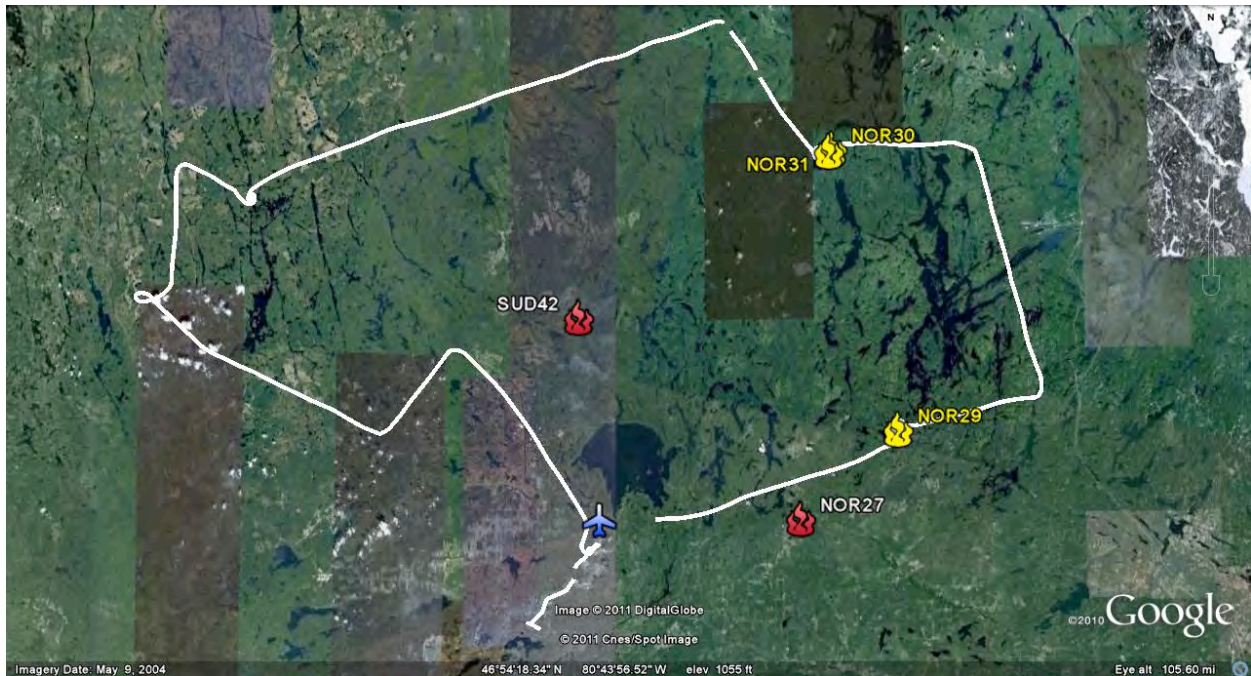 N
NOR30
NOR31
SUD42
NOR29
NOR27
Image © 2011 DigitalGlobe
© 2011 Cnes/Spot Image
©2010 Google
Imagery Date: May 9, 2004 46°54'18.34" N 80°43'56.52" W elev 1055 ft Eye alt 105.60 mi